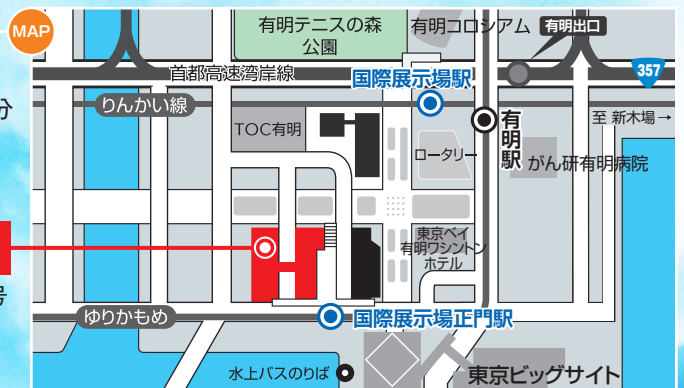 MAP
有明テニスの森
公園
有明コロシアム
有明出口
首都高速湾岸線
国際展示場駅
357
分
りんかい線
TOC有明
ロータリー
有明駅
至 新木場→
がん研有明病院
東京ベイ
有明ワシントン
ホテル
号
ゆりかもめ
国際展示場正門駅
水上バスのりば
東京ビッグサイト